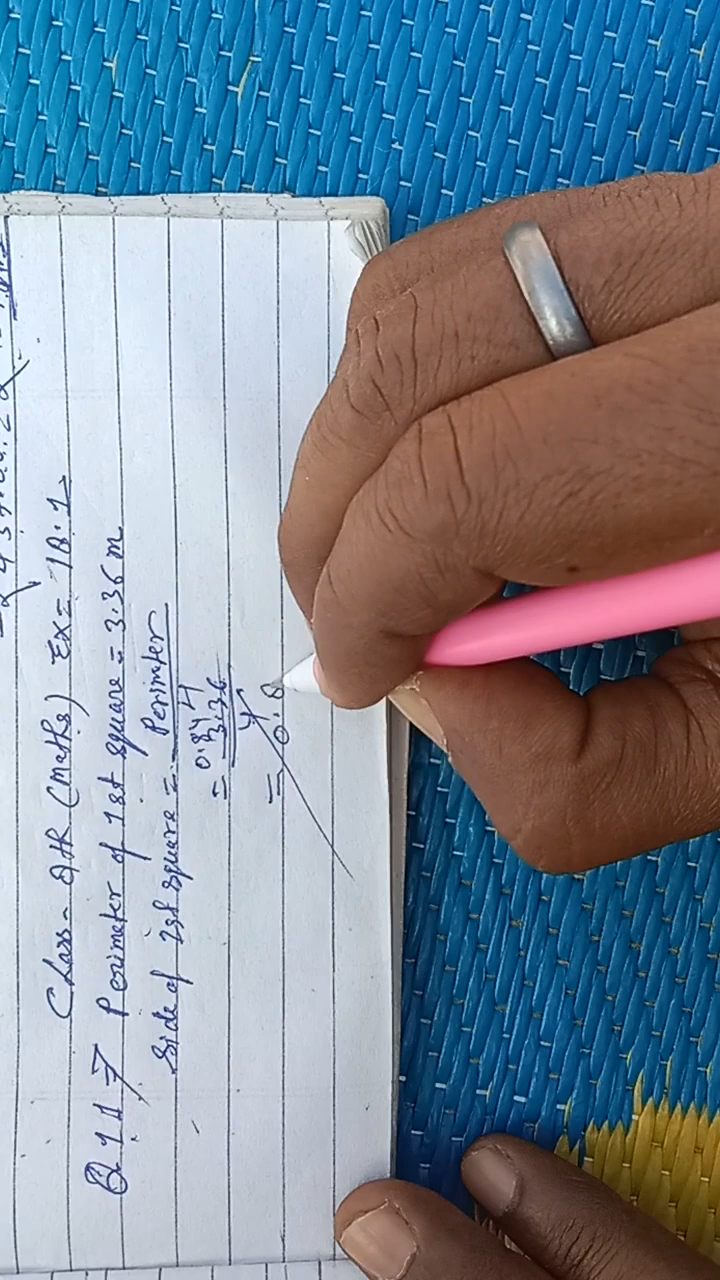 Class - 8th (Maths) Ex = 18.1
Q.11 ⇒ Perimeter of 1st square = 3.36 m
Side of 1st square = Perimeter
4
0.84
= 3.36
4
= 0.8